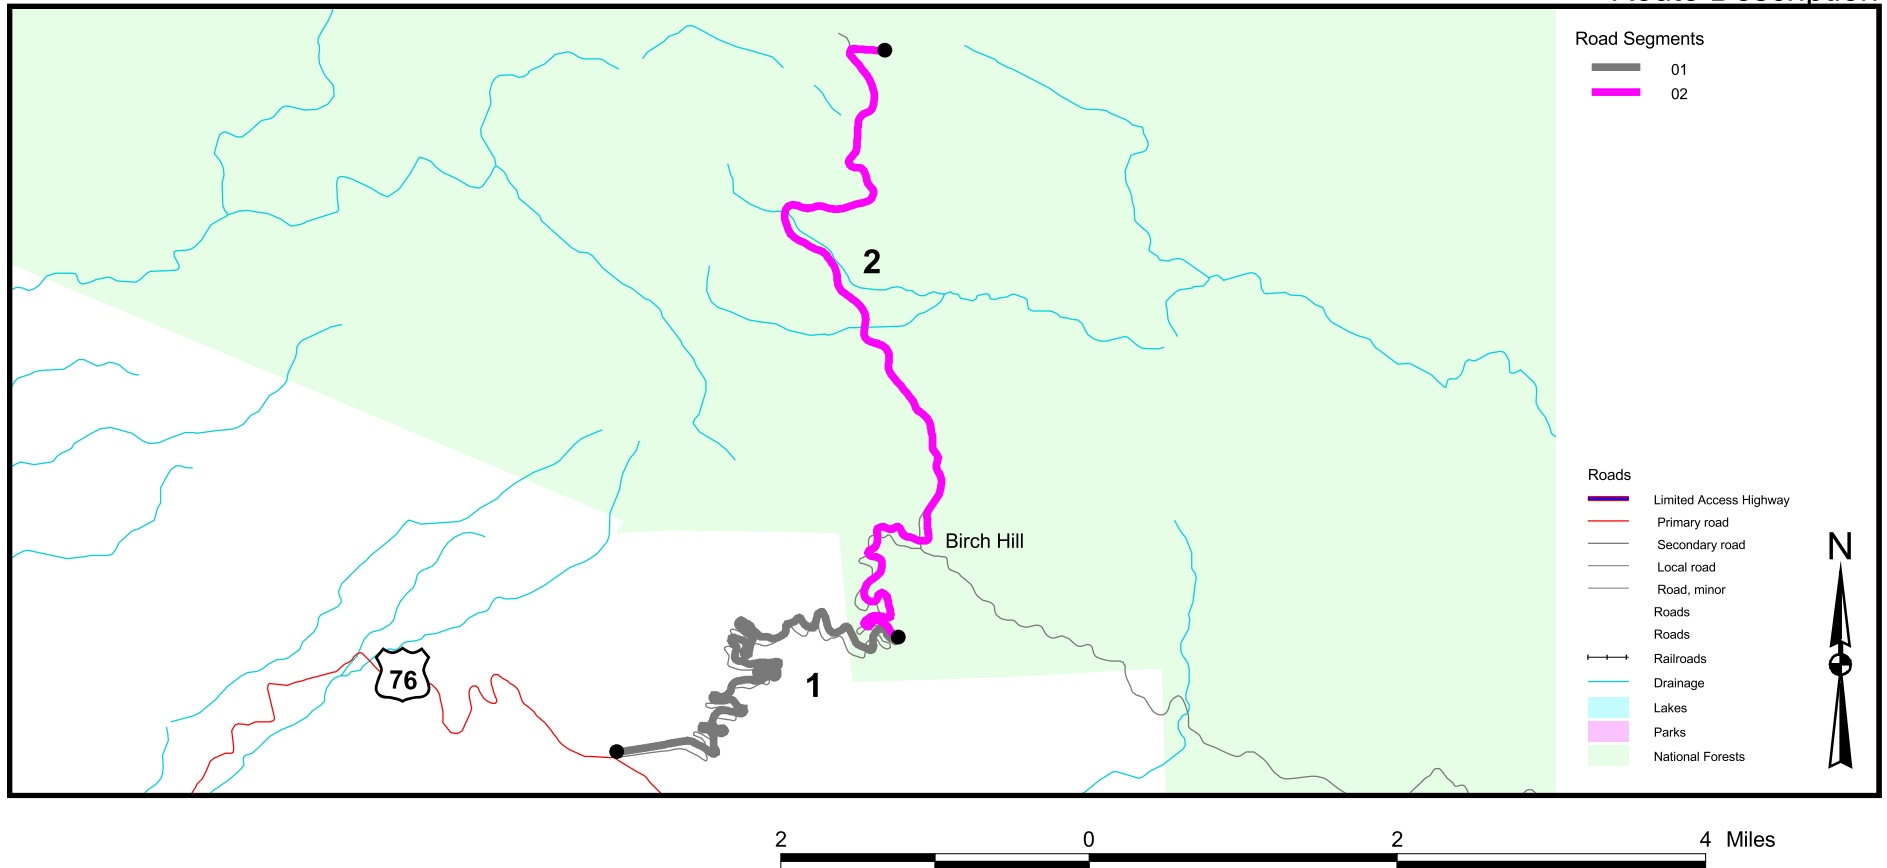 Road Segments
01
02
2
Birch Hill
1
76
Roads
Limited Access Highway
Primary road
Secondary road
Local road
Road, minor
Roads
Roads
Railroads
Drainage
Lakes
Parks
National Forests
N
2 0 2 4 Miles